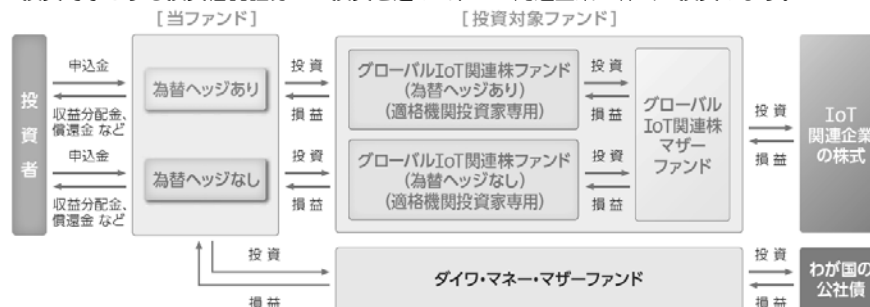 [当ファンド]
[投資対象ファンド]
投資者
申込金
収益分配金、
償還金 など
申込金
収益分配金、
償還金 など
為替ヘッジあり
為替ヘッジなし
投資
損益
投資
損益
グローバルIoT関連株ファンド
(為替ヘッジあり)
(適格機関投資家専用)
グローバルIoT関連株ファンド
(為替ヘッジなし)
(適格機関投資家専用)
投資
損益
投資
損益
グローバル
IoT関連株
マザー
ファンド
投資
損益
IoT
関連企業
の株式
投資
損益
ダイワ・マネー・マザーファンド
投資
損益
わが国の
公社債